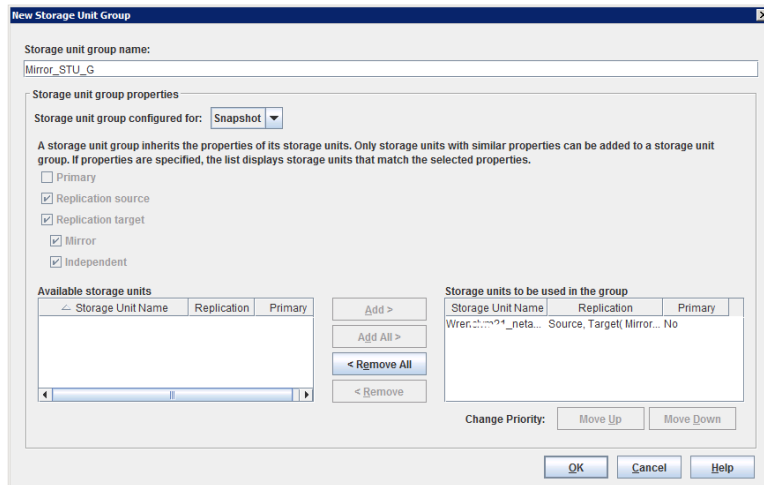 New Storage Unit Group
Storage unit group name:
Mirror_STU_G
Storage unit group properties
Storage unit group configured for: Snapshot
A storage unit group inherits the properties of its storage units. Only storage units with similar properties can be added to a storage unit
group. If properties are specified, the list displays storage units that match the selected properties.
Primary
Replication source
Replication target
Mirror
Independent
Available storage units
Storage Unit Name Replication Primary
Add >
Add All >
< Remove All
< Remove
Storage units to be used in the group
Storage Unit Name Replication Primary
Source, Target( Mirror... No
Change Priority: Move Up Move Down
OK Cancel Help